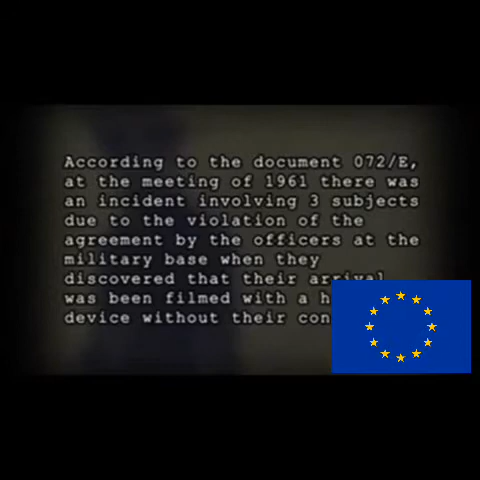 According to the document 072/E,
at the meeting of 1961 there was
an incident involving 3 subjects
due to the violation of the
agreement by the officers at the
military base when they
discovered that their arrival
was been filmed with a
device without their